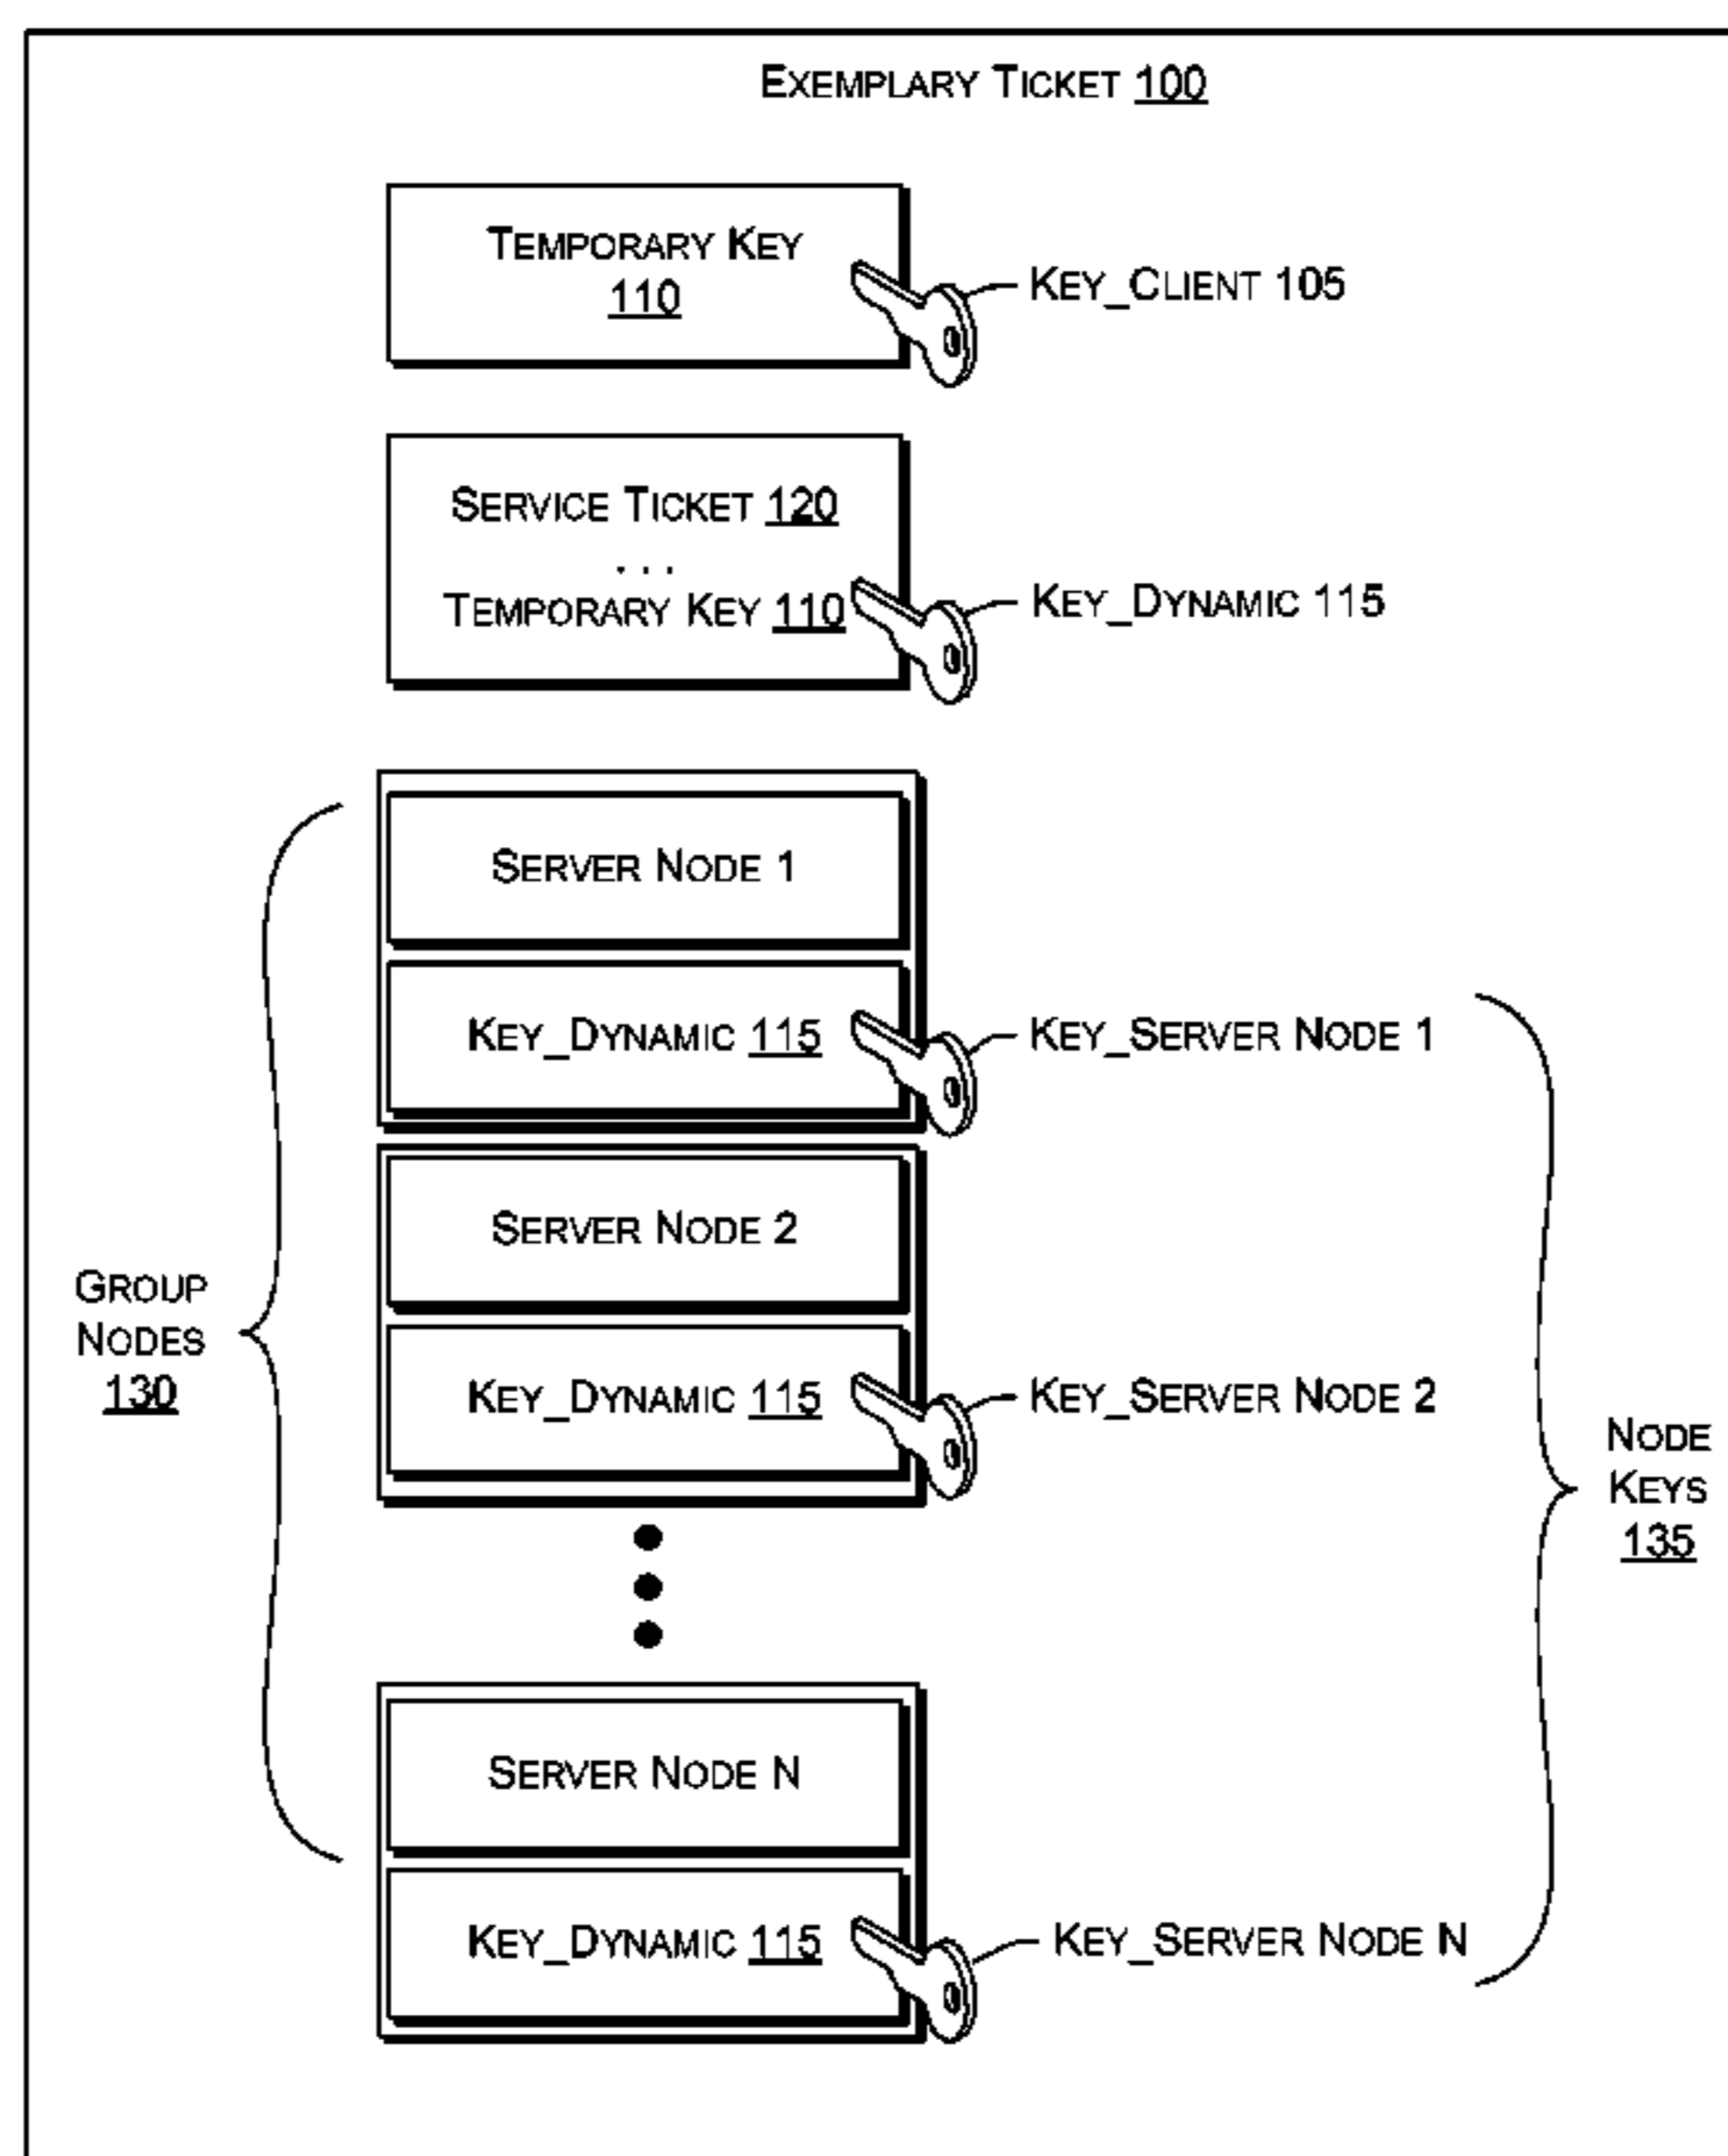 EXEMPLARY TICKET 100
TEMPORARY KEY
110
KEY_CLIENT 105
SERVICE TICKET 120
...
TEMPORARY KEY 110
KEY_DYNAMIC 115
SERVER NODE 1
KEY_DYNAMIC 115
KEY_SERVER NODE 1
SERVER NODE 2
GROUP
NODES
130
KEY_DYNAMIC 115
KEY_SERVER NODE 2
NODE
KEYS
135
SERVER NODE N
KEY_DYNAMIC 115
KEY_SERVER NODE N